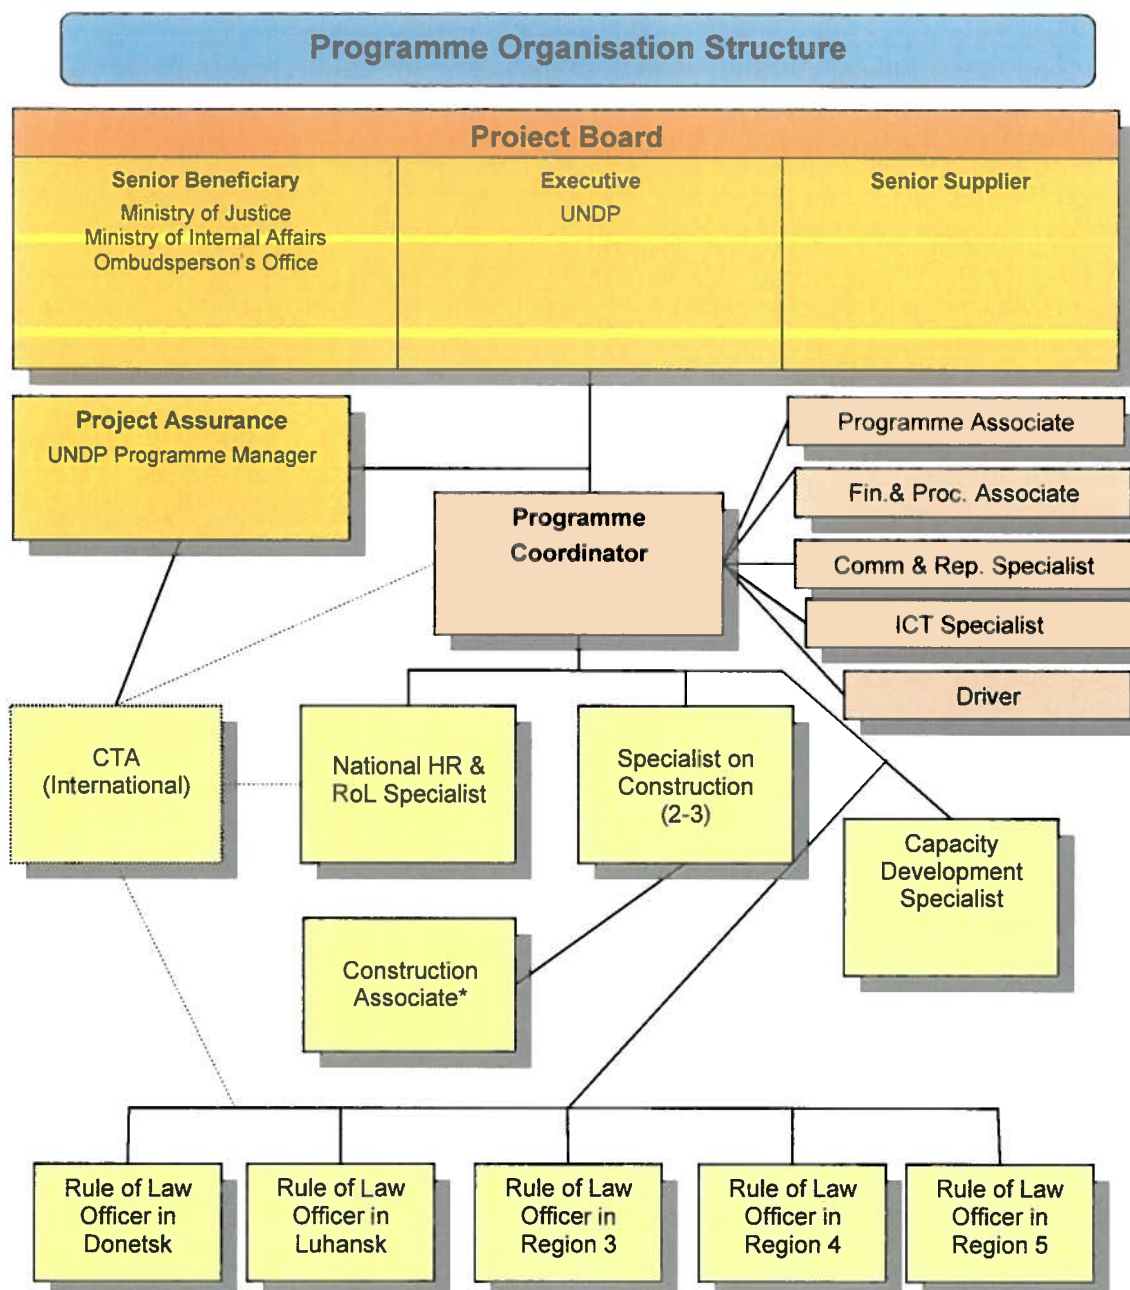 Programme Organisation Structure
Project Board
Senior Beneficiary
Ministry of Justice
Ministry of Internal Affairs
Ombudsperson's Office
Executive
UNDP
Senior Supplier
Project Assurance
UNDP Programme Manager
Programme
Coordinator
Programme Associate
Fin.& Proc. Associate
Comm & Rep. Specialist
ICT Specialist
Driver
CTA
(International)
National HR &
RoL Specialist
Specialist on
Construction
(2-3)
Capacity
Development
Specialist
Construction
Associate*
Rule of Law
Officer in
Donetsk
Rule of Law
Officer in
Luhansk
Rule of Law
Officer in
Region 3
Rule of Law
Officer in
Region 4
Rule of Law
Officer in
Region 5